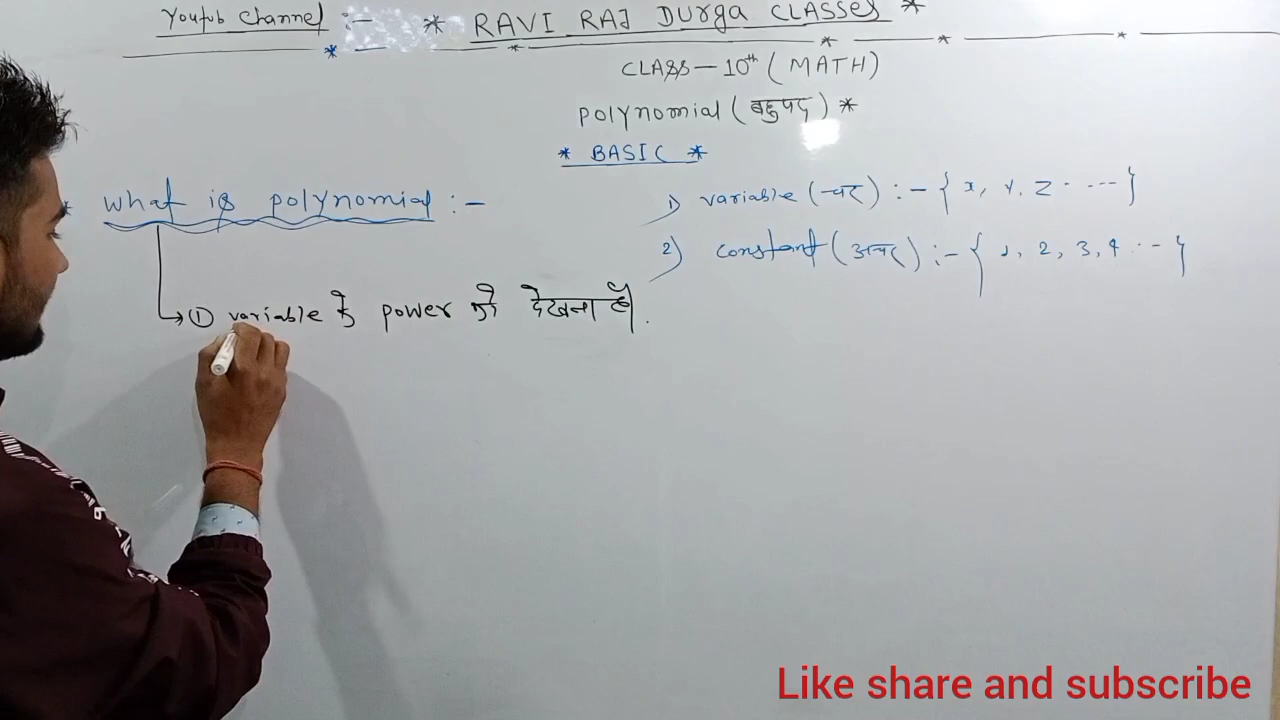 Youtub channel :- * RAVI RAJ DURGA CLASSES *
CLASS-10th (MATH)
POLYNOMIAL (बहुपद) *
* BASIC *
what is polynomial :-
1) variable (चर) :- { x, y, z ..... }
2) constant (अचर) :- { 1, 2, 3, 4 ... }
① variable के power को देखना है।
Like share and subscribe